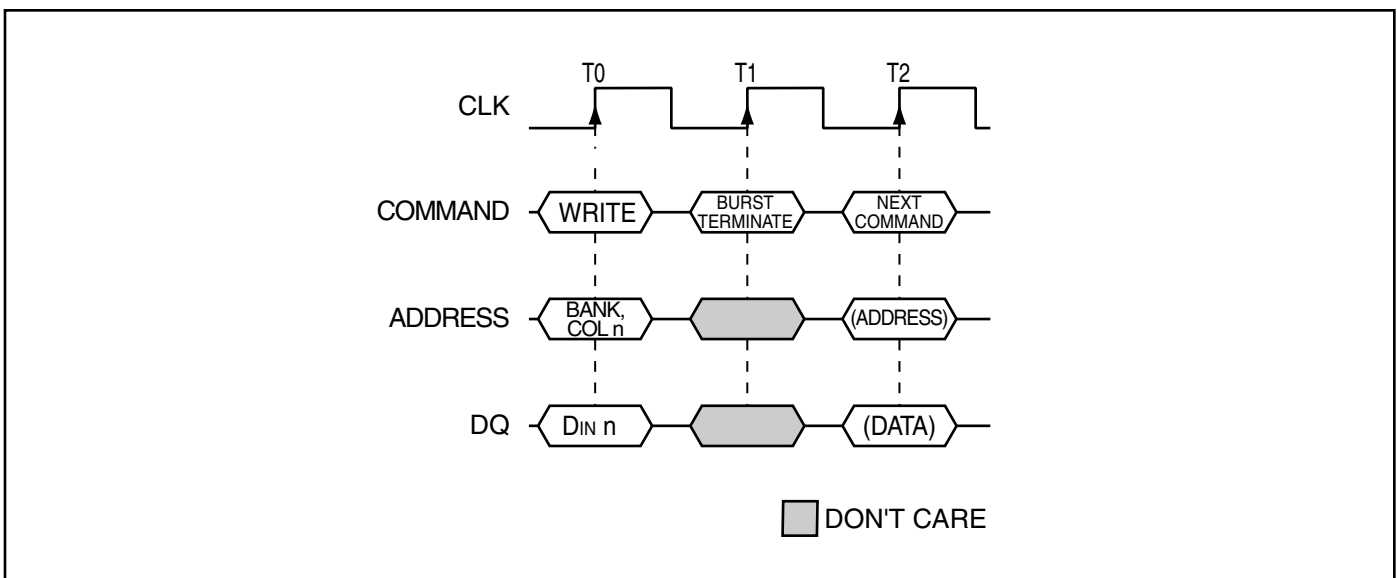 T0 T1 T2
CLK
COMMAND WRITE BURST TERMINATE NEXT COMMAND
ADDRESS BANK, COL n (ADDRESS)
DQ DIN n (DATA)
DON'T CARE